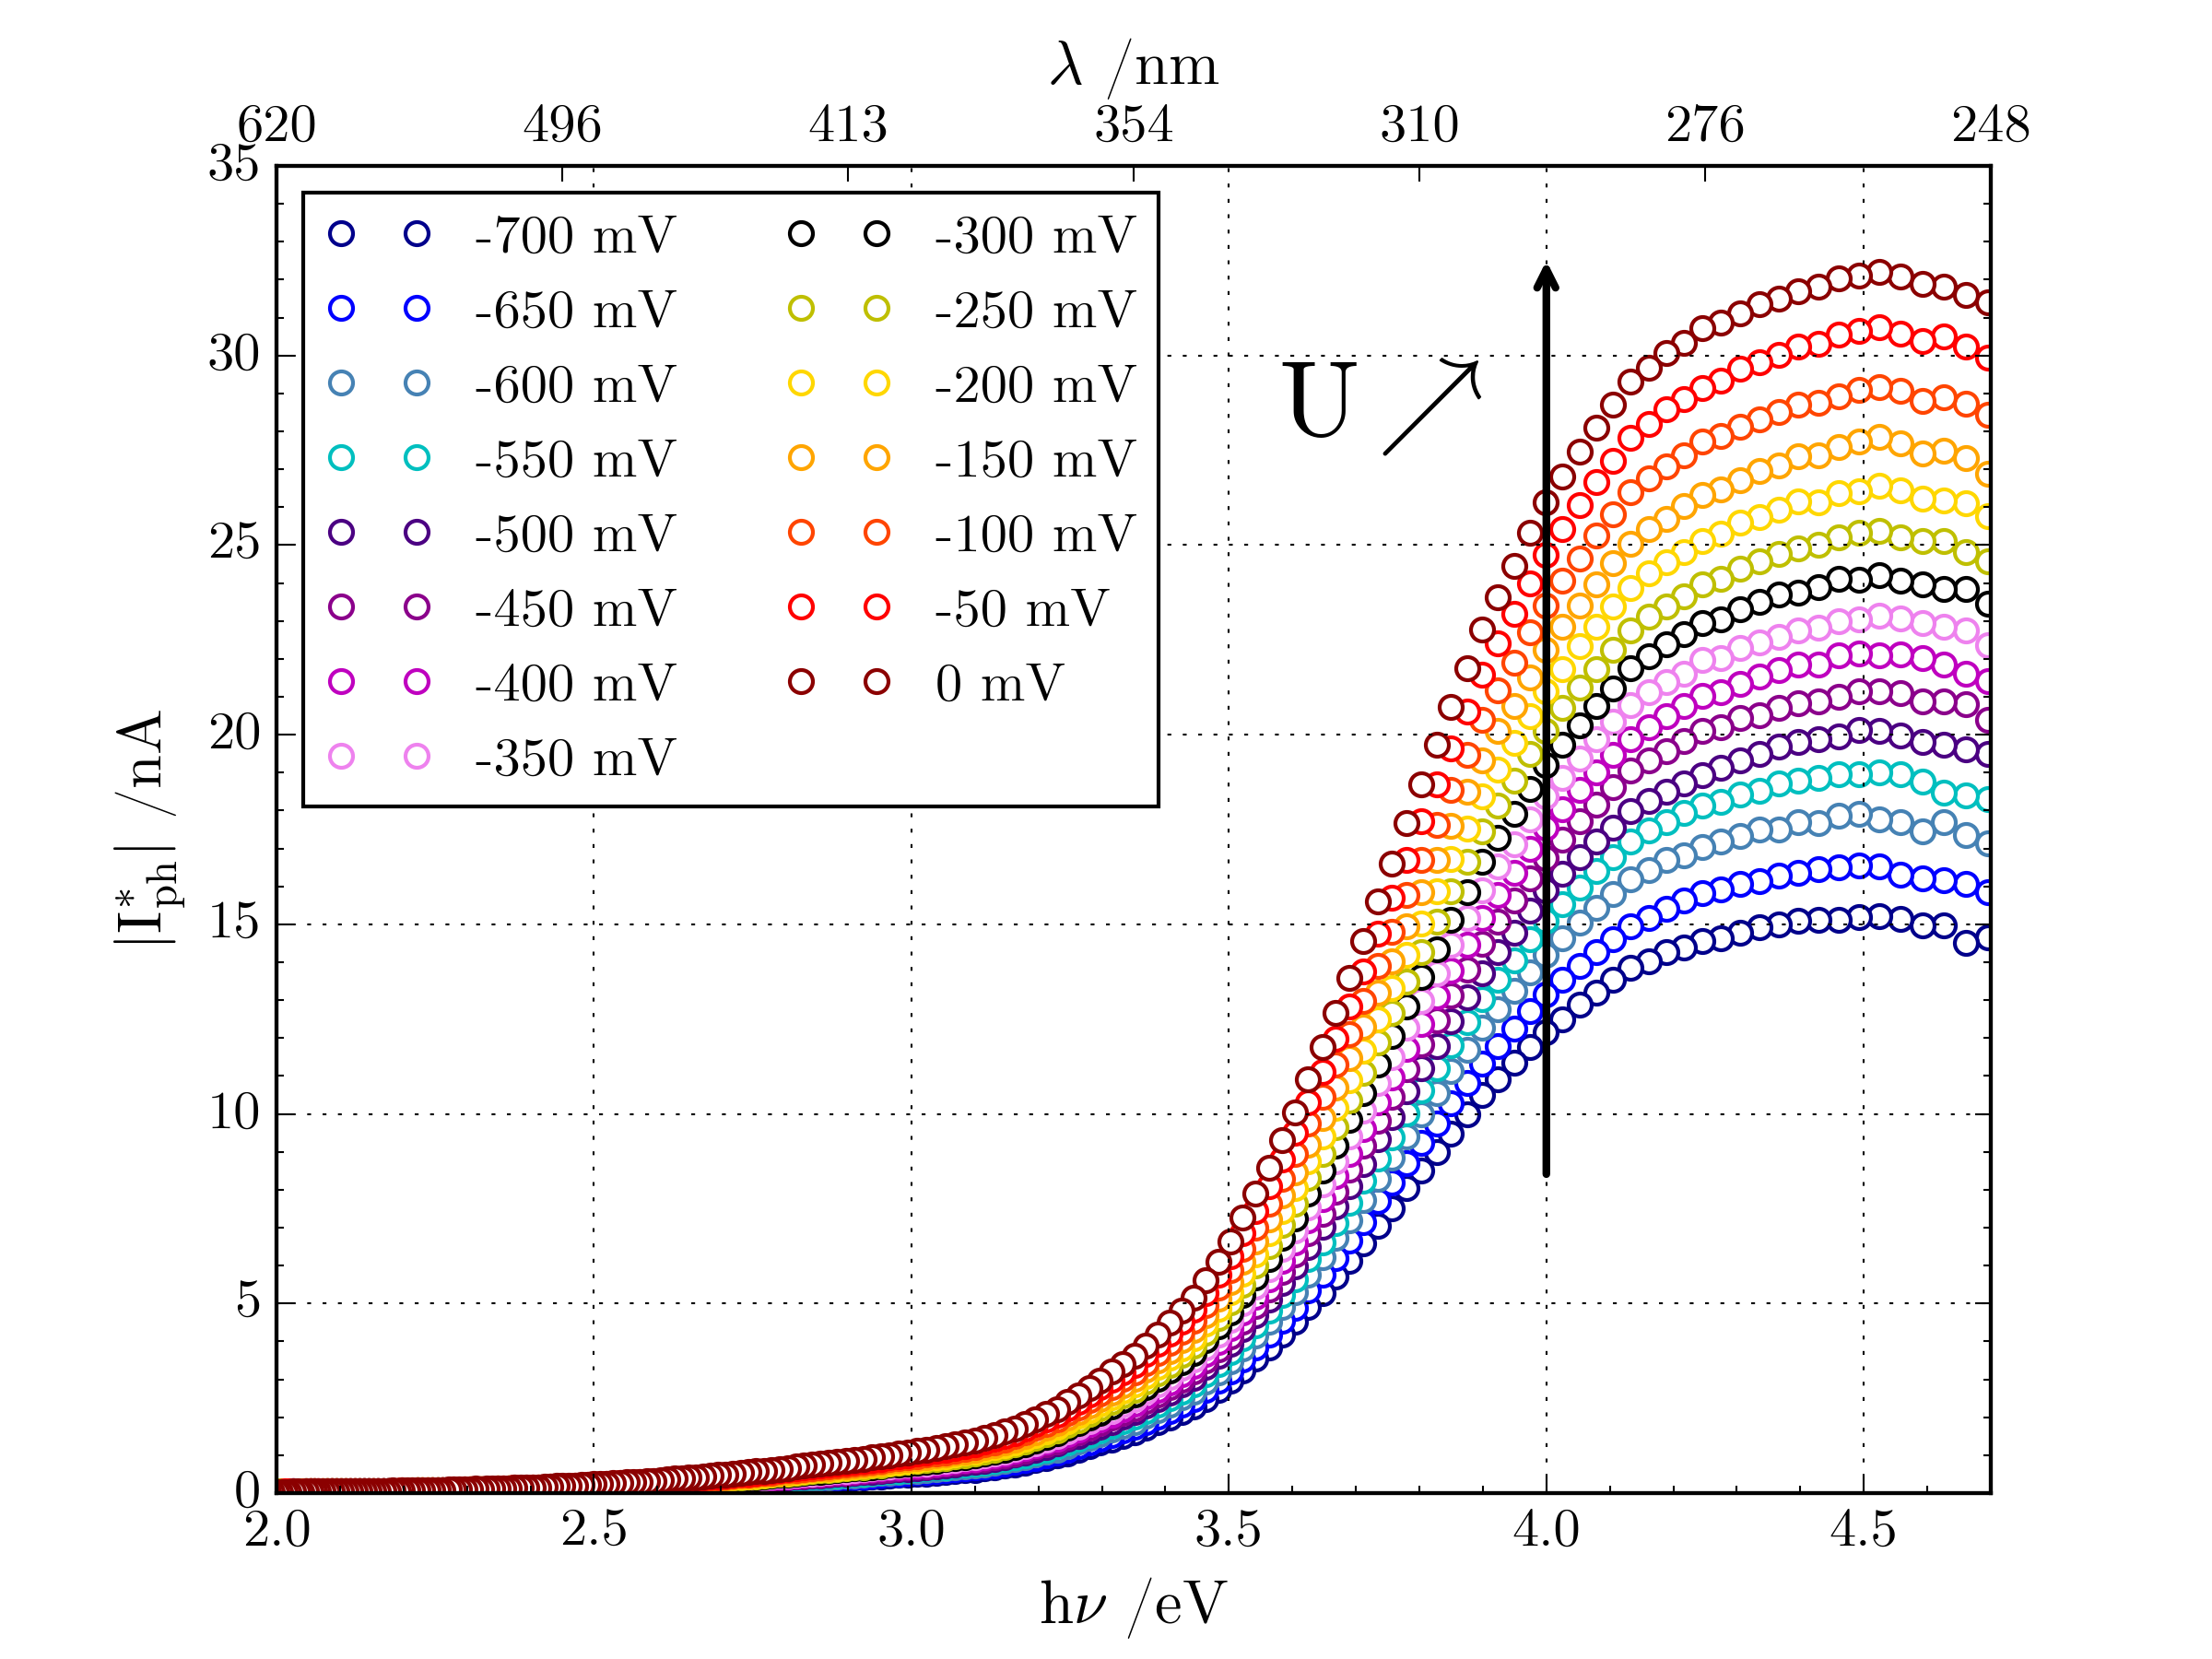 λ /nm
620 496 413 354 310 276 248
35
30
25
20
15
10
5
0
|I*ph| /nA
-700 mV
-650 mV
-600 mV
-550 mV
-500 mV
-450 mV
-400 mV
-350 mV
-300 mV
-250 mV
-200 mV
-150 mV
-100 mV
-50 mV
0 mV
U ↗
2.0 2.5 3.0 3.5 4.0 4.5
hν /eV